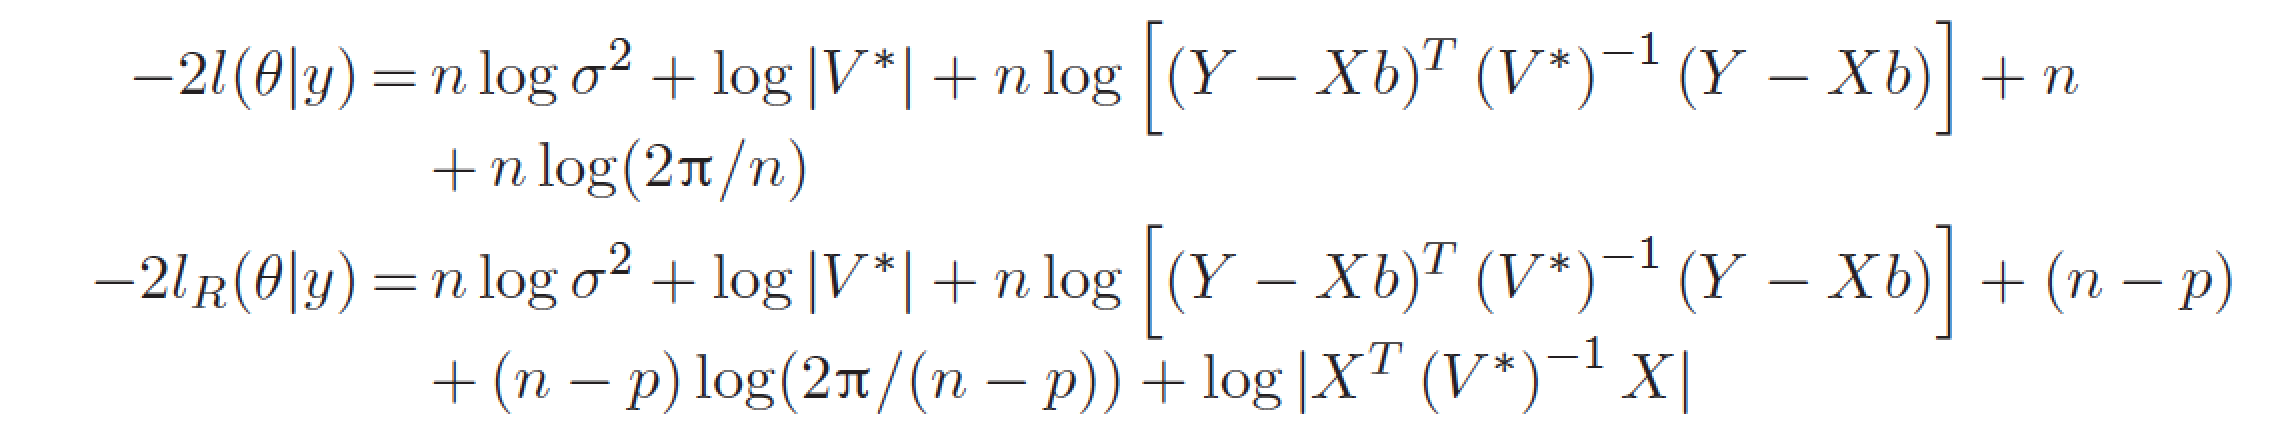 −2l(θ|y) = n log σ² + log |V*| + n log [(Y − Xb)ᵀ (V*)⁻¹ (Y − Xb)] + n
+ n log(2π/n)
−2l_R(θ|y) = n log σ² + log |V*| + n log [(Y − Xb)ᵀ (V*)⁻¹ (Y − Xb)] + (n − p)
+ (n − p) log(2π/(n − p)) + log |Xᵀ (V*)⁻¹ X|